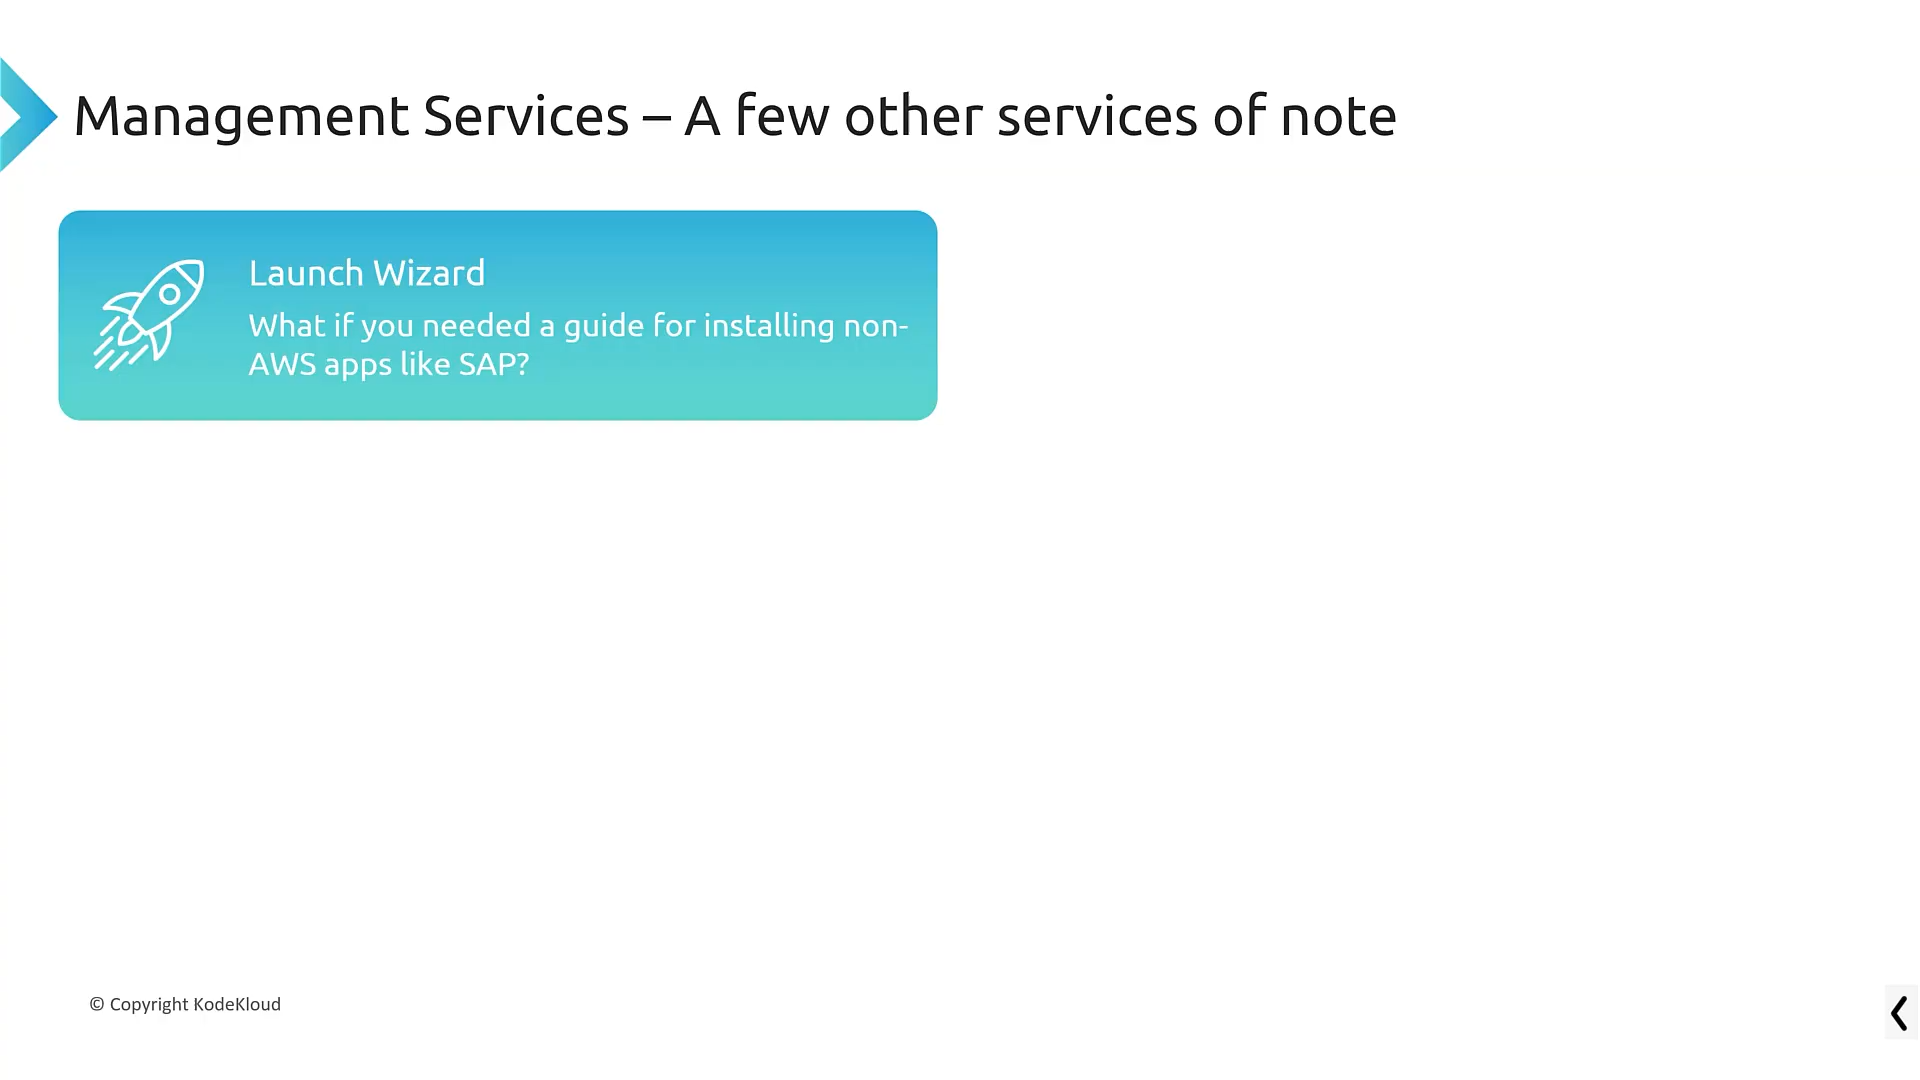 Management Services – A few other services of note
Launch Wizard
What if you needed a guide for installing non-
AWS apps like SAP?
© Copyright KodeKloud